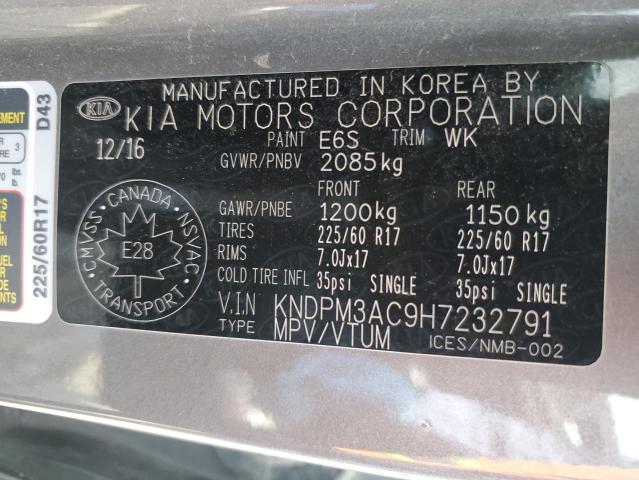 MANUFACTURED IN KOREA BY
KIA KIA MOTORS CORPORATION
12/16 PAINT E6S TRIM WK
GVWR/PNBV 2085kg
FRONT REAR
GAWR/PNBE 1200kg 1150kg
TIRES 225/60 R17 225/60 R17
RIMS 7.0Jx17 7.0Jx17
COLD TIRE INFL 35psi SINGLE 35psi SINGLE
V.I.N KNDPM3AC9H7232791
TYPE MPV/VTUM ICES/NMB-002
CANADA
CMVSS NSVAC
E28
TRANSPORT
225/60R17 D43